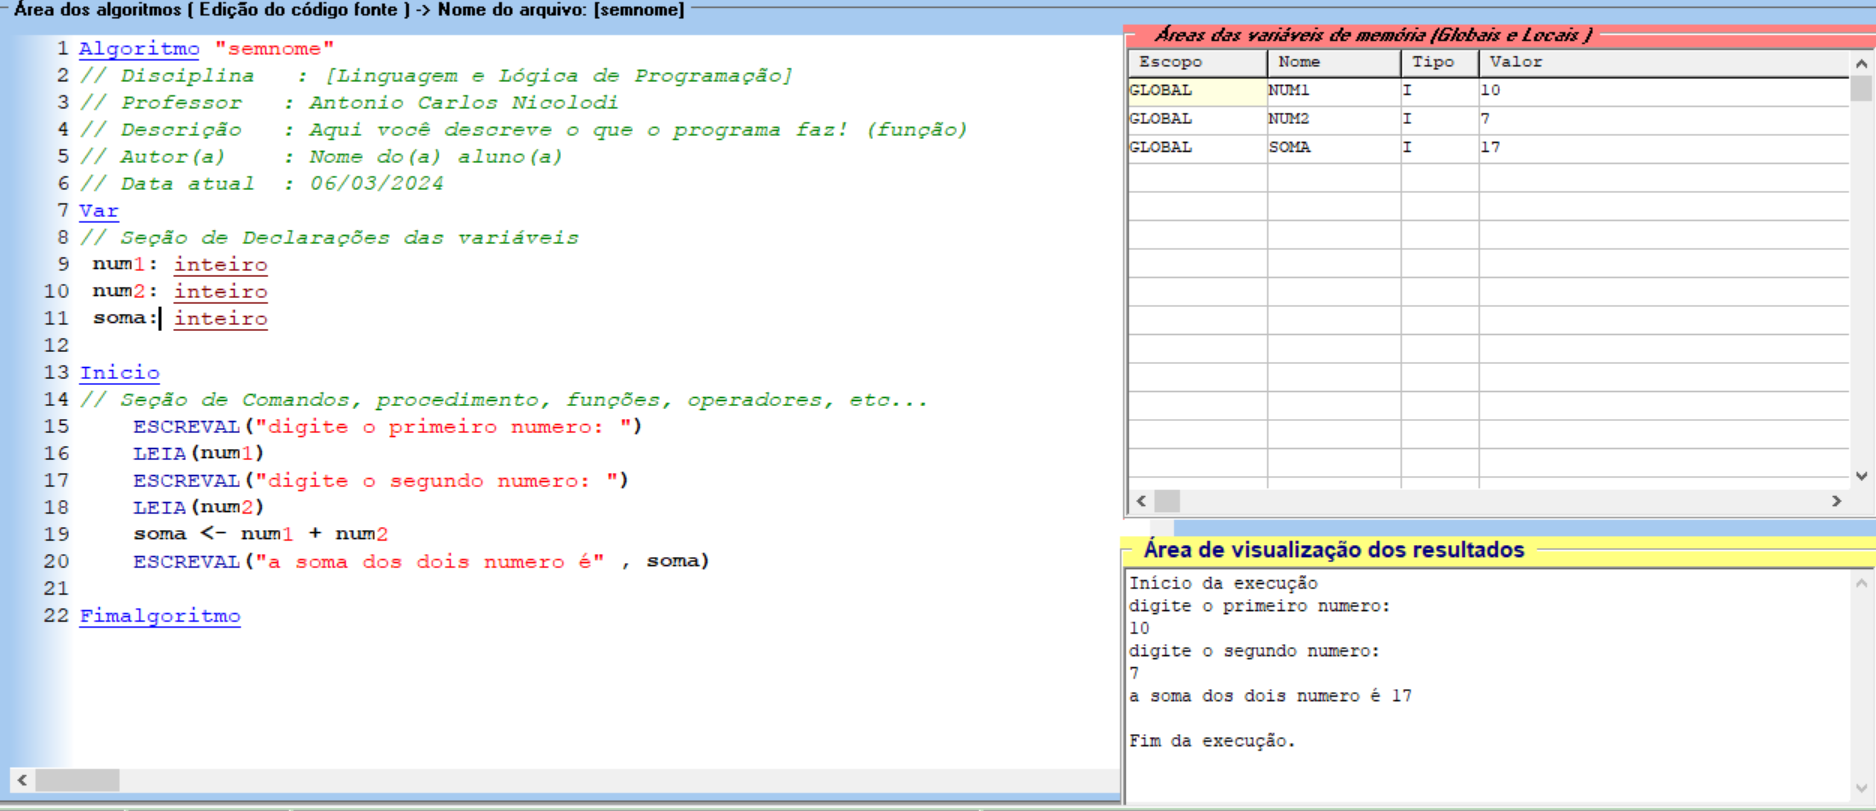 Área dos algoritmos ( Edição do código fonte ) -> Nome do arquivo: [semnome]
1 Algoritmo "semnome"
2 // Disciplina   : [Linguagem e Lógica de Programação]
3 // Professor   : Antonio Carlos Nicolodi
4 // Descrição   : Aqui você descreve o que o programa faz! (função)
5 // Autor(a)    : Nome do(a) aluno(a)
6 // Data atual  : 06/03/2024
7 Var
8 // Seção de Declarações das variáveis
9  num1: inteiro
10  num2: inteiro
11  soma: inteiro
12
13 Inicio
14 // Seção de Comandos, procedimento, funções, operadores, etc...
15     ESCREVAL("digite o primeiro numero: ")
16     LEIA(num1)
17     ESCREVAL("digite o segundo numero: ")
18     LEIA(num2)
19     soma <- num1 + num2
20     ESCREVAL("a soma dos dois numero é" , soma)
21
22 Fimalgoritmo
Áreas das variáveis de memória (Globais e Locais )
Escopo Nome Tipo Valor
GLOBAL NUM1 I 10
GLOBAL NUM2 I 7
GLOBAL SOMA I 17
Área de visualização dos resultados
Início da execução
digite o primeiro numero:
10
digite o segundo numero:
7
a soma dos dois numero é 17
Fim da execução.